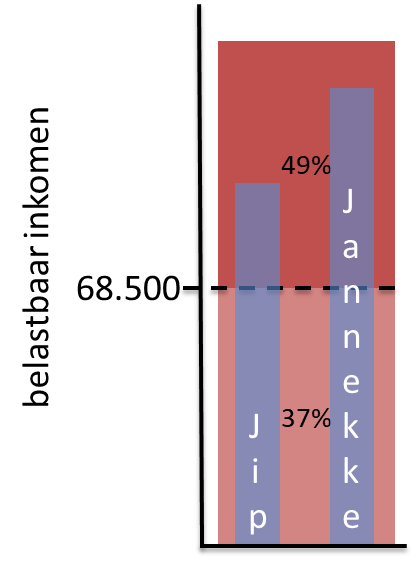 belastbaar inkomen
49%
68.500
37%
Jip
Jannekke